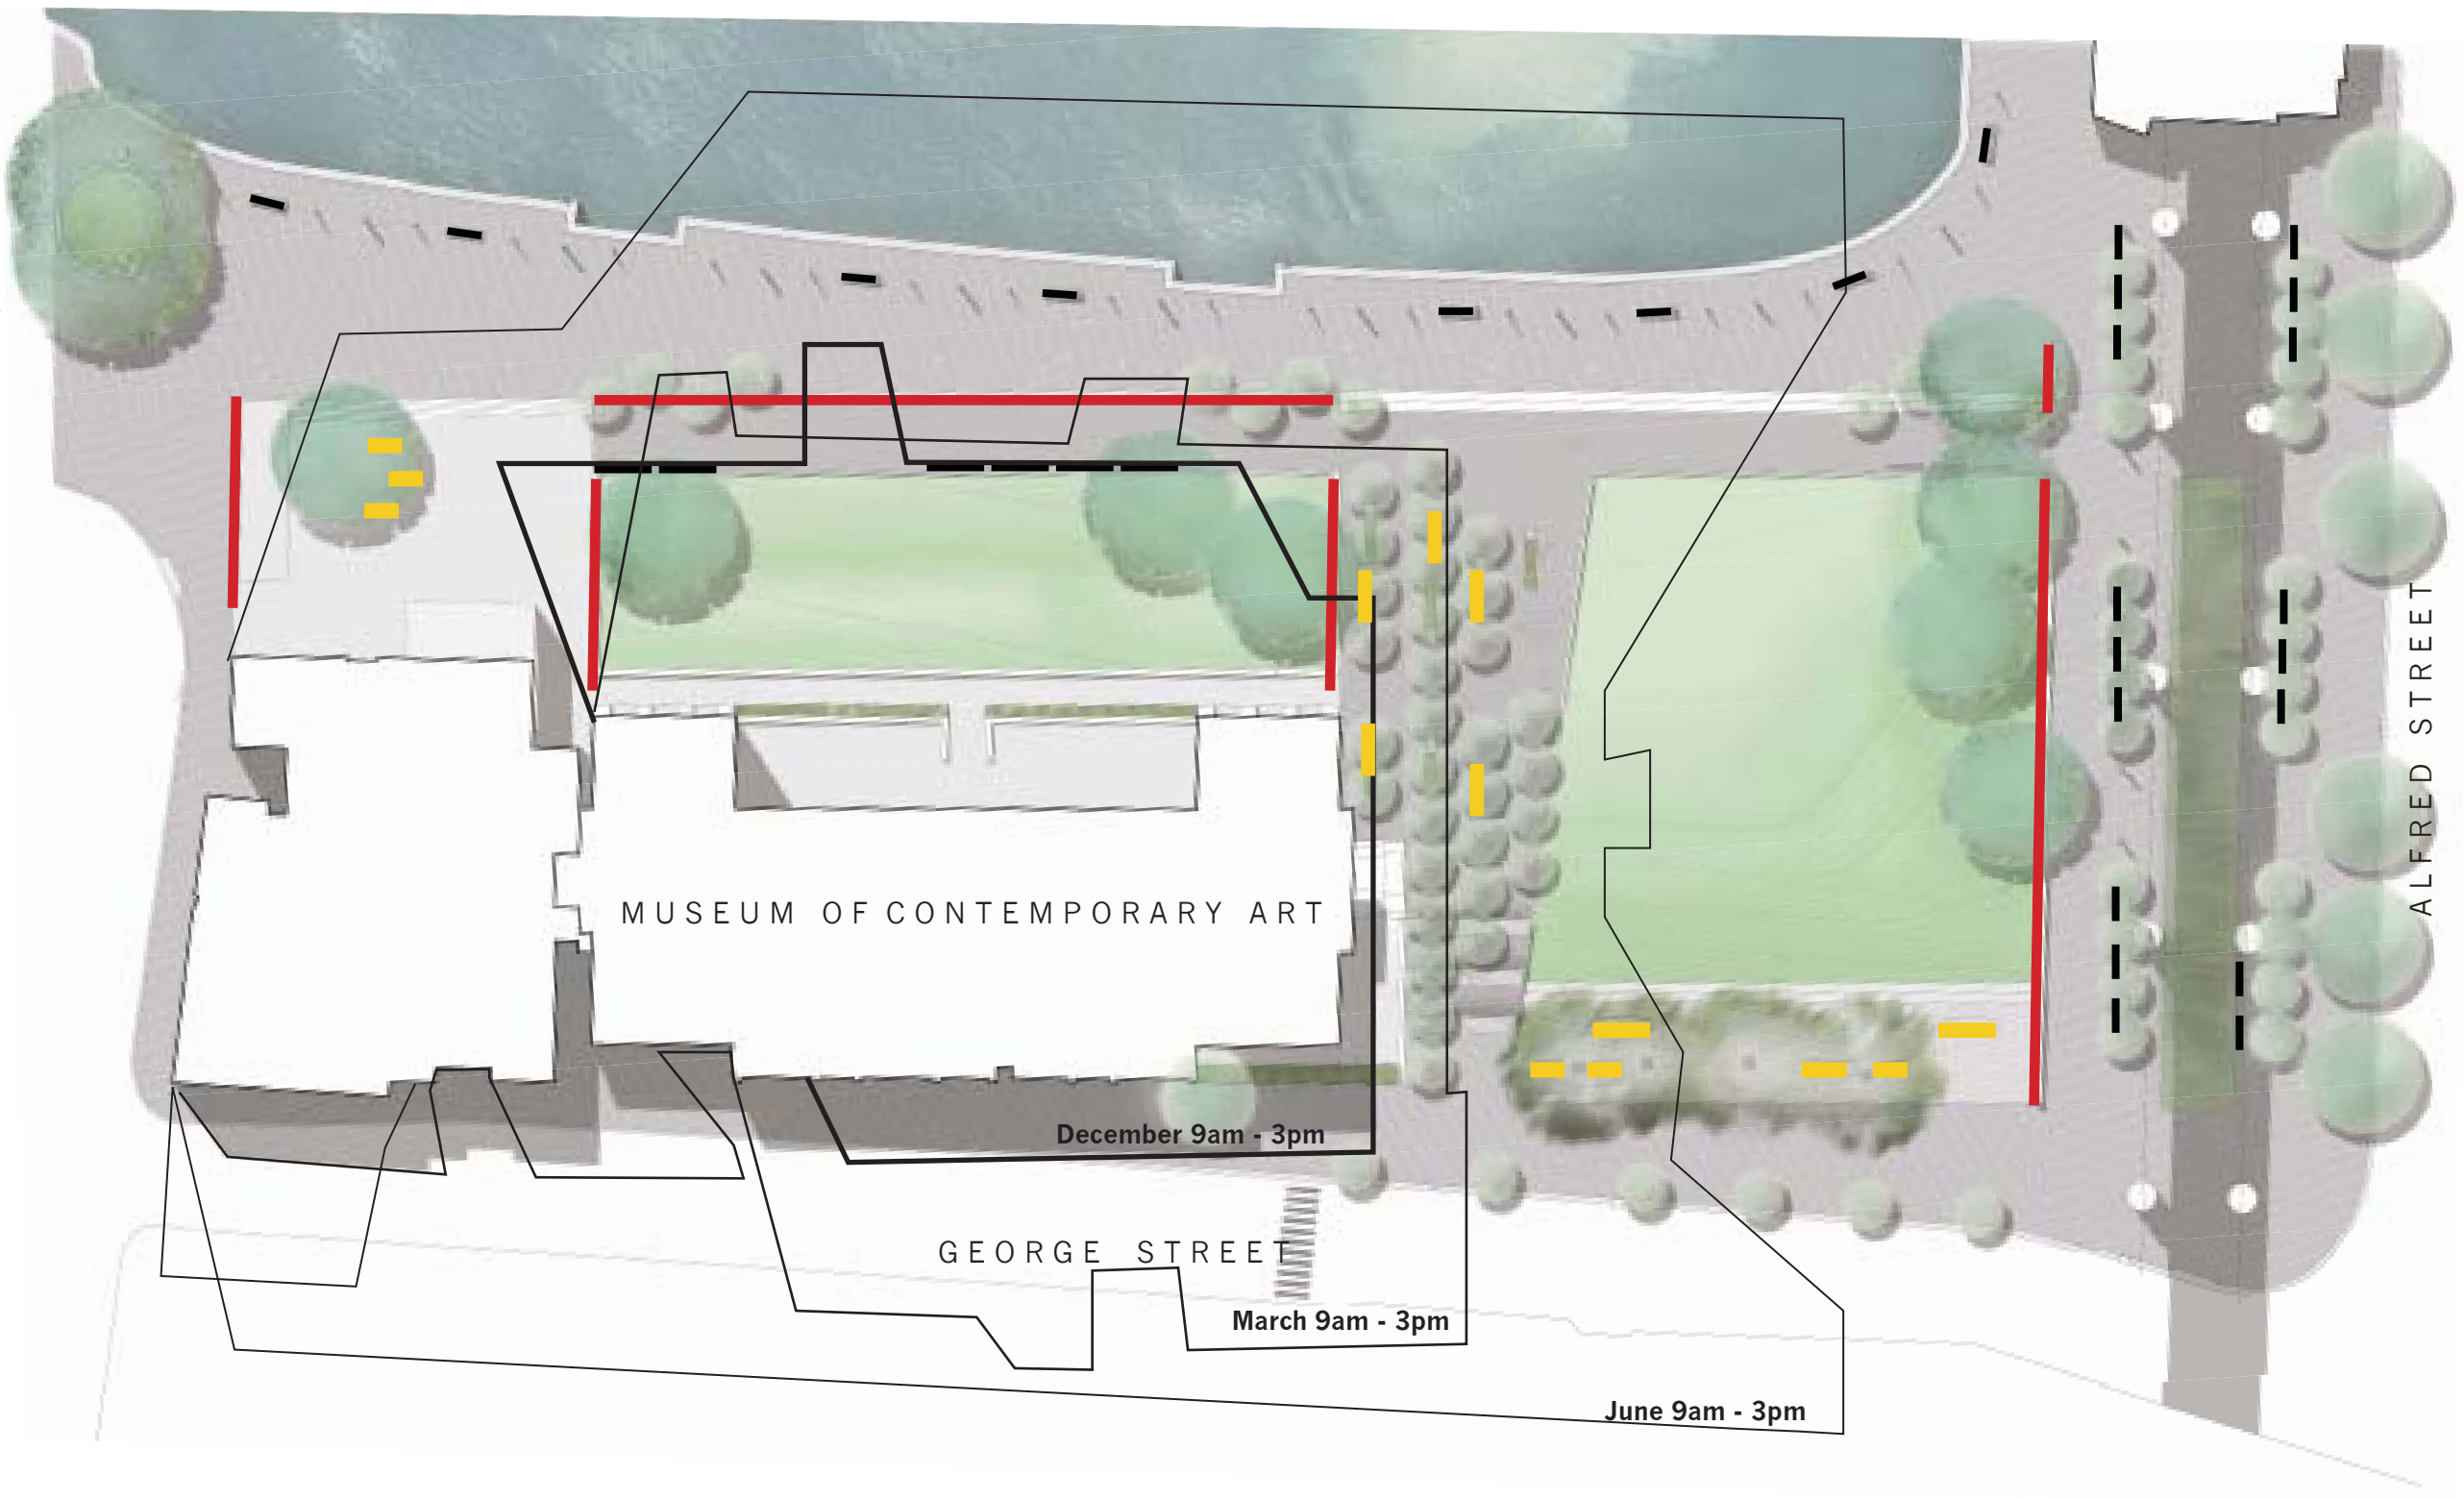 MUSEUM OF CONTEMPORARY ART
ALFRED STREET
December 9am - 3pm
GEORGE STREET
March 9am - 3pm
June 9am - 3pm